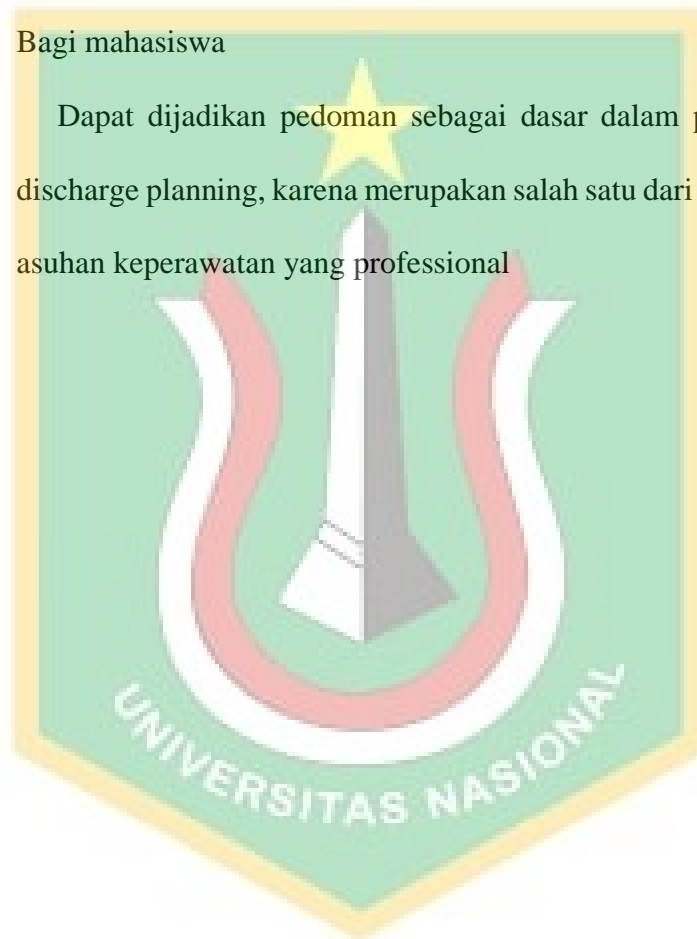 Bagi mahasiswa
Dapat dijadikan pedoman sebagai dasar dalam
discharge planning, karena merupakan salah satu dari
asuhan keperawatan yang professional
UNIVERSITAS NASIONAL